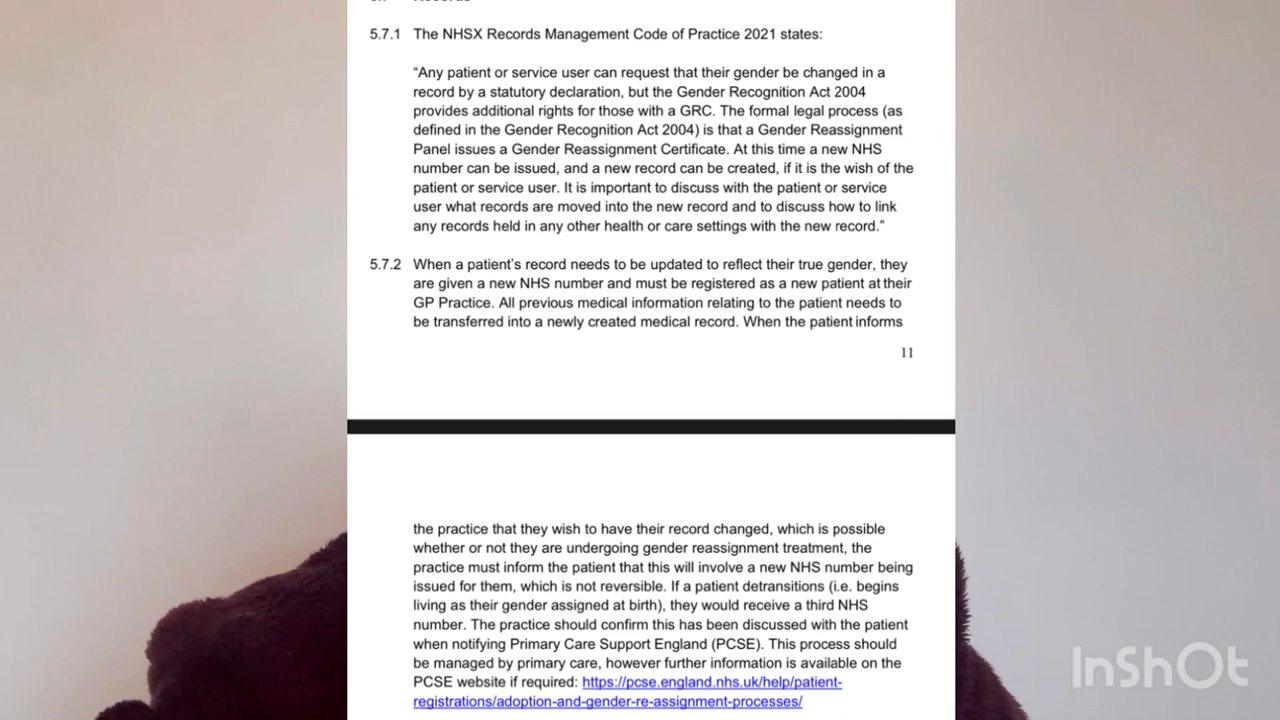 5.7.1 The NHSX Records Management Code of Practice 2021 states:
“Any patient or service user can request that their gender be changed in a
record by a statutory declaration, but the Gender Recognition Act 2004
provides additional rights for those with a GRC. The formal legal process (as
defined in the Gender Recognition Act 2004) is that a Gender Reassignment
Panel issues a Gender Reassignment Certificate. At this time a new NHS
number can be issued, and a new record can be created, if it is the wish of the
patient or service user. It is important to discuss with the patient or service
user what records are moved into the new record and to discuss how to link
any records held in any other health or care settings with the new record.”
5.7.2 When a patient’s record needs to be updated to reflect their true gender, they
are given a new NHS number and must be registered as a new patient at their
GP Practice. All previous medical information relating to the patient needs to
be transferred into a newly created medical record. When the patient informs
11
the practice that they wish to have their record changed, which is possible
whether or not they are undergoing gender reassignment treatment, the
practice must inform the patient that this will involve a new NHS number being
issued for them, which is not reversible. If a patient detransitions (i.e. begins
living as their gender assigned at birth), they would receive a third NHS
number. The practice should confirm this has been discussed with the patient
when notifying Primary Care Support England (PCSE). This process should
be managed by primary care, however further information is available on the
PCSE website if required: https://pcse.england.nhs.uk/help/patient-
registrations/adoption-and-gender-re-assignment-processes/
InShOt